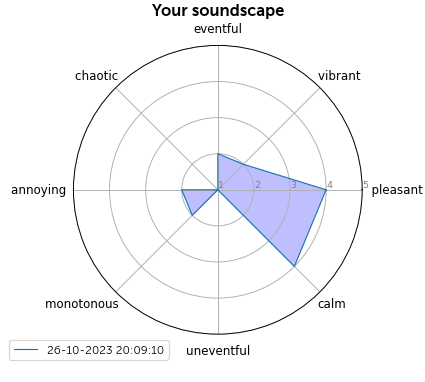 Your soundscape
eventful
chaotic
vibrant
annoying
1 2 3 4 5
pleasant
monotonous
calm
uneventful
26-10-2023 20:09:10